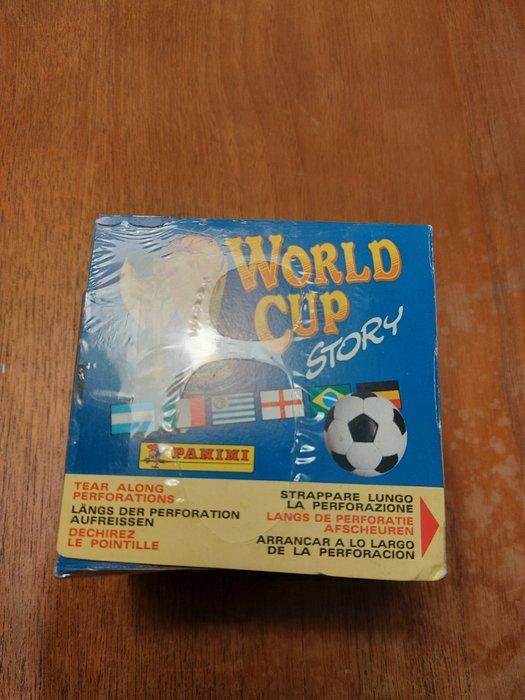 WORLD
CUP
STORY
PANINI
TEAR ALONG
PERFORATIONS
LÄNGS DER PERFORATION
AUFREISSEN
DECHIREZ
LE POINTILLE
STRAPPARE LUNGO
LA PERFORAZIONE
LANGS DE PERFORATIE
AFSCHEUREN
ARRANCAR A LO LARGO
DE LA PERFORACION